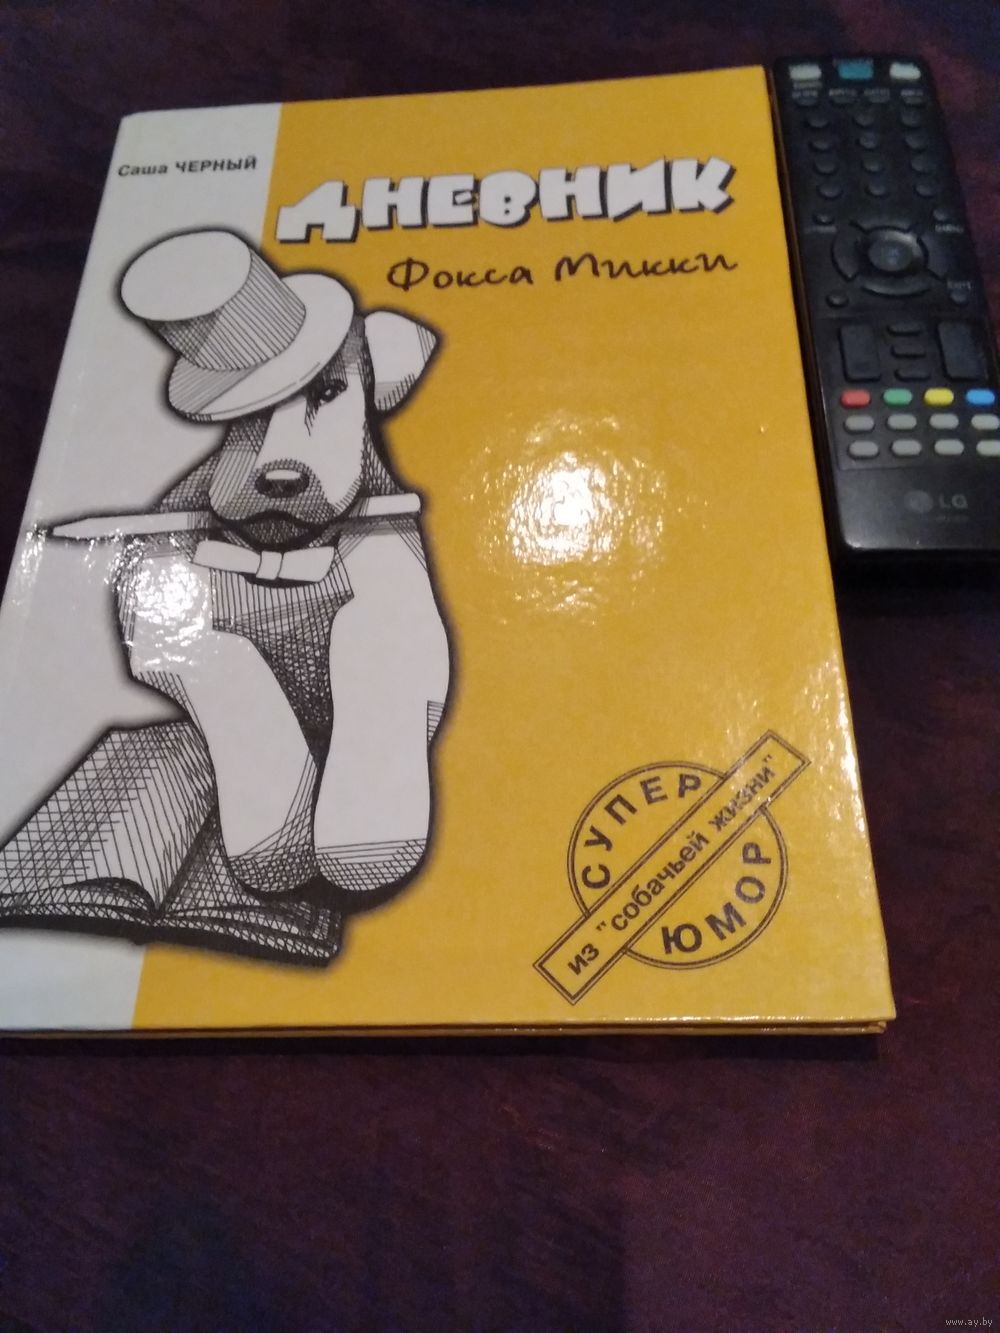 Саша ЧЕРНЫЙ
ДНЕВНИК
Фокса Микки
СУПЕР
из "собачьей жизни"
ЮМОР
LG
www.ay.by